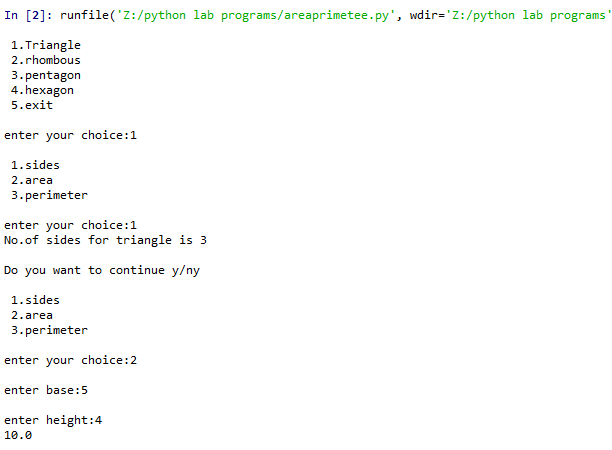 In [2]: runfile('Z:/python lab programs/areaprimetee.py', wdir='Z:/python lab programs'
1.Triangle
2.rhombous
3.pentagon
4.hexagon
5.exit
enter your choice:1
1.sides
2.area
3.perimeter
enter your choice:1
No.of sides for triangle is 3
Do you want to continue y/ny
1.sides
2.area
3.perimeter
enter your choice:2
enter base:5
enter height:4
10.0